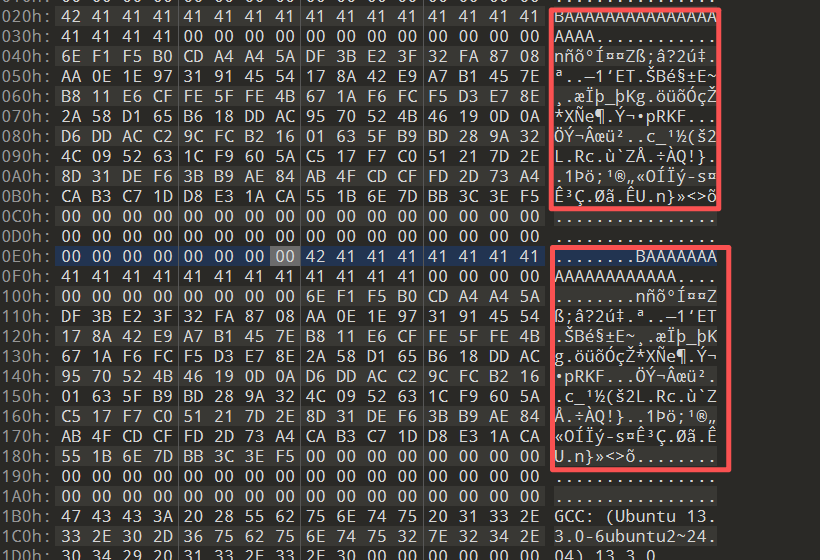 020h: 42 41 41 41 41 41 41 41 41 41 41 41 41 41 41 41 BAAAAAAAAAAAAAAA
030h: 41 41 41 41 00 00 00 00 00 00 00 00 00 00 00 00 AAAA............
040h: 6E F1 F5 B0 CD A4 A4 5A DF 3B E2 3F 32 FA 87 08 nñõ°Í¤¤Zß;â?2ú‡.
050h: AA 0E 1E 97 31 91 45 54 17 8A 42 E9 A7 B1 45 7E ª..—1‘ET.ŠBé§±E~
060h: B8 11 E6 CF FE 5F FE 4B 67 1A F6 FC F5 D3 E7 8E ¸.æÏþ_þKg.öüõÓçŽ
070h: 2A 58 D1 65 B6 18 DD AC 95 70 52 4B 46 19 0D 0A *XÑe¶.Ý¬•pRKF...
080h: D6 DD AC C2 9C FC B2 16 01 63 5F B9 BD 28 9A 32 ÖÝ¬Âœü²..c_¹½(š2
090h: 4C 09 52 63 1C F9 60 5A C5 17 F7 C0 51 21 7D 2E L.Rc.ù`ZÅ.÷ÀQ!}.
0A0h: 8D 31 DE F6 3B B9 AE 84 AB 4F CD CF FD 2D 73 A4 .1Þö;¹®„«OÍÏý-s¤
0B0h: CA B3 C7 1D D8 E3 1A CA 55 1B 6E 7D BB 3C 3E F5 Ê³Ç.Øã.ÊU.n}»<>õ
0C0h: 00 00 00 00 00 00 00 00 00 00 00 00 00 00 00 00 ................
0D0h: 00 00 00 00 00 00 00 00 00 00 00 00 00 00 00 00 ................
0E0h: 00 00 00 00 00 00 00 00 42 41 41 41 41 41 41 41 ........BAAAAAAA
0F0h: 41 41 41 41 41 41 41 41 41 41 41 41 00 00 00 00 AAAAAAAAAAAA....
100h: 00 00 00 00 00 00 00 00 6E F1 F5 B0 CD A4 A4 5A ........nñõ°Í¤¤Z
110h: DF 3B E2 3F 32 FA 87 08 AA 0E 1E 97 31 91 45 54 ß;â?2ú‡.ª..—1‘ET
120h: 17 8A 42 E9 A7 B1 45 7E B8 11 E6 CF FE 5F FE 4B .ŠBé§±E~¸.æÏþ_þK
130h: 67 1A F6 FC F5 D3 E7 8E 2A 58 D1 65 B6 18 DD AC g.öüõÓçŽ*XÑe¶.Ý¬
140h: 95 70 52 4B 46 19 0D 0A D6 DD AC C2 9C FC B2 16 •pRKF...ÖÝ¬Âœü².
150h: 01 63 5F B9 BD 28 9A 32 4C 09 52 63 1C F9 60 5A .c_¹½(š2L.Rc.ù`Z
160h: C5 17 F7 C0 51 21 7D 2E 8D 31 DE F6 3B B9 AE 84 Å.÷ÀQ!}..1Þö;¹®„
170h: AB 4F CD CF FD 2D 73 A4 CA B3 C7 1D D8 E3 1A CA «OÍÏý-s¤Ê³Ç.Øã.Ê
180h: 55 1B 6E 7D BB 3C 3E F5 00 00 00 00 00 00 00 00 U.n}»<>õ........
190h: 00 00 00 00 00 00 00 00 00 00 00 00 00 00 00 00 ................
1A0h: 00 00 00 00 00 00 00 00 00 00 00 00 00 00 00 00 ................
1B0h: 47 43 43 3A 20 28 55 62 75 6E 74 75 20 31 33 2E GCC: (Ubuntu 13.
1C0h: 33 2E 30 2D 36 75 62 75 6E 74 75 32 7E 32 34 2E 3.0-6ubuntu2~24.